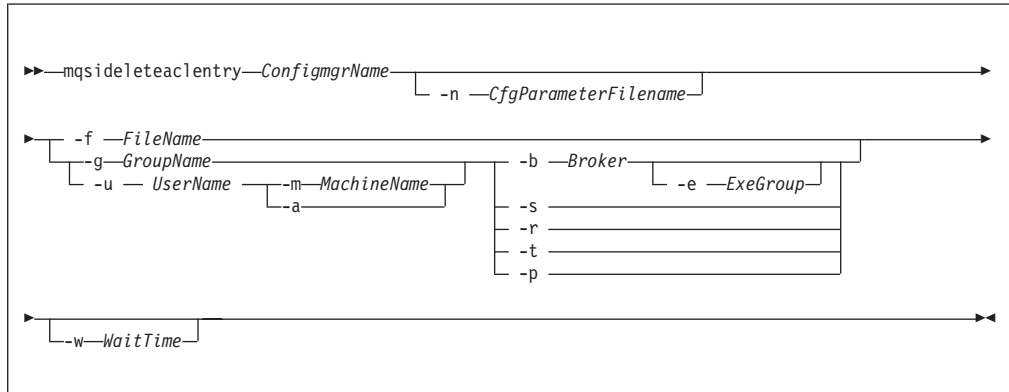 mqsideleteaclentry ConfigmgrName
-n CfgParameterFilename
-f FileName
-g GroupName -b Broker
-u UserName -m MachineName -e ExeGroup
-a -s
-r
-t
-p
-w WaitTime